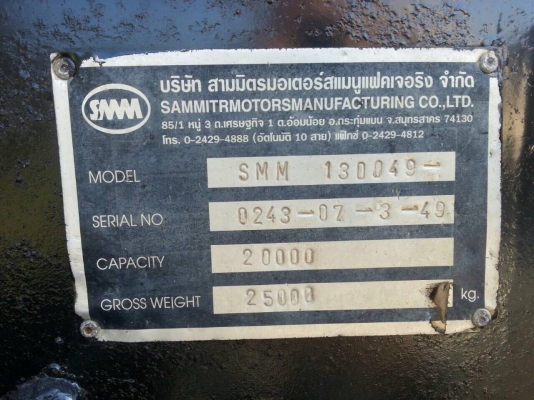 SMM
บริษัท สามมิตรมอเตอร์สแมนูแฟคเจอริง จำกัด
SAMMITRMOTORSMANUFACTURING CO.,LTD.
85/1 หมู่ 3 ถ.เศรษฐกิจ 1 ต.อ้อมน้อย อ.กระทุ่มแบน จ.สมุทรสาคร 74130
โทร. 0-2429-4888 (อัตโนมัติ 10 สาย) แฟ็กซ์ 0-2429-4812
MODEL SMM 130049-
SERIAL NO 0243-07-3-49
CAPACITY 20000
GROSS WEIGHT 25000 kg.